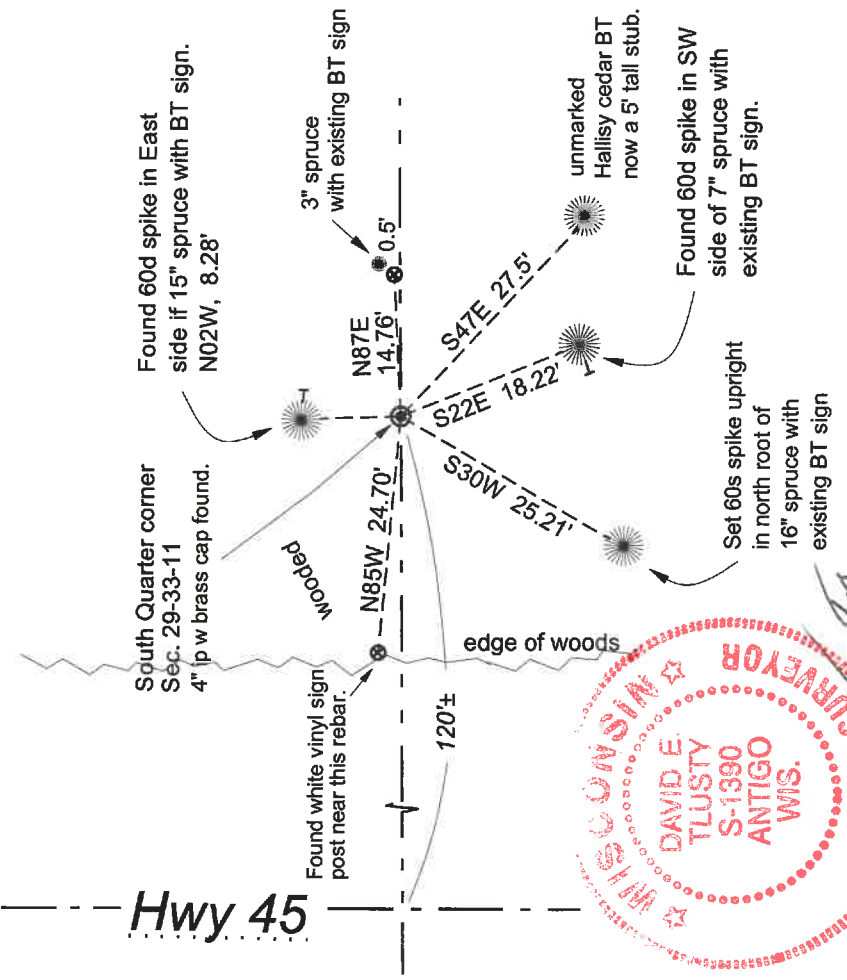 Found 60d spike in East
side if 15" spruce with BT sign.
N02W, 8.28'
3" spruce
with existing BT sign
0.5'
N87E
14.76'
South Quarter corner
Sec. 29-33-11
4" ip w brass cap found.
wooded
N85W 24.70'
S47E 27.5'
S22E 18.22'
S30W 25.21'
unmarked
Hallisy cedar BT
now a 5' tall stub.
Found 60d spike in SW
side of 7" spruce with
existing BT sign.
Set 60s spike upright
in north root of
16" spruce with
existing BT sign
edge of woods
Found white vinyl sign
post near this rebar.
120'±
Hwy 45
WISCONSIN
SURVEYOR
DAVID E.
TLUSTY
S-1390
ANTIGO
WIS.